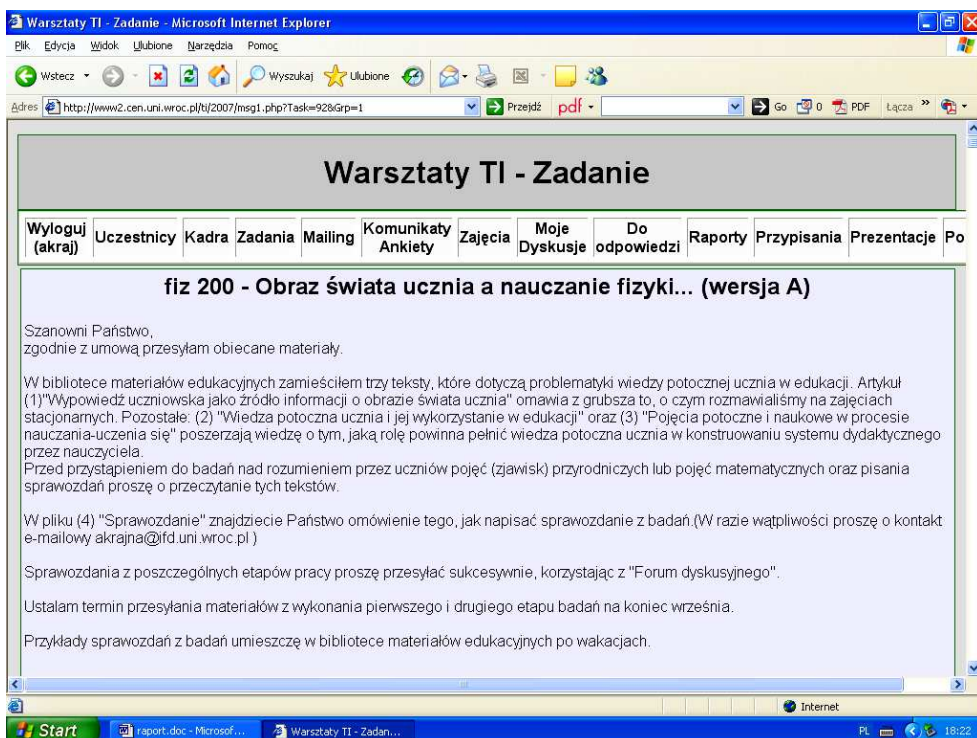 Warsztaty TI - Zadanie - Microsoft Internet Explorer
Plik Edycja Widok Ulubione Narzędzia Pomoc
Wstecz Wyszukaj Ulubione
Adres http://www2.cen.uni.wroc.pl/ti/2007/msg1.php?Task=92&Grp=1 Przejdź pdf Go 0 PDF Łącza »
Warsztaty TI - Zadanie
Wyloguj (akraj) Uczestnicy Kadra Zadania Mailing Komunikaty Ankiety Zajęcia Moje Dyskusje Do odpowiedzi Raporty Przypisania Prezentacje Po
fiz 200 - Obraz świata ucznia a nauczanie fizyki... (wersja A)
Szanowni Państwo,
zgodnie z umową przesyłam obiecane materiały.
W bibliotece materiałów edukacyjnych zamieściłem trzy teksty, które dotyczą problematyki wiedzy potocznej ucznia w edukacji. Artykuł
(1)"Wypowiedź uczniowska jako źródło informacji o obrazie świata ucznia" omawia z grubsza to, o czym rozmawialiśmy na zajęciach
stacjonarnych. Pozostałe: (2) "Wiedza potoczna ucznia i jej wykorzystanie w edukacji" oraz (3) "Pojęcia potoczne i naukowe w procesie
nauczania-uczenia się" poszerzają wiedzę o tym, jaką rolę powinna pełnić wiedza potoczna ucznia w konstruowaniu systemu dydaktycznego
przez nauczyciela.
Przed przystąpieniem do badań nad rozumieniem przez uczniów pojęć (zjawisk) przyrodniczych lub pojęć matematycznych oraz pisania
sprawozdań proszę o przeczytanie tych tekstów.
W pliku (4) "Sprawozdanie" znajdziecie Państwo omówienie tego, jak napisać sprawozdanie z badań.(W razie wątpliwości proszę o kontakt
e-mailowy akrajna@ifd.uni.wroc.pl )
Sprawozdania z poszczególnych etapów pracy proszę przesyłać sukcesywnie, korzystając z "Forum dyskusyjnego".
Ustalam termin przesyłania materiałów z wykonania pierwszego i drugiego etapu badań na koniec września.
Przykłady sprawozdań z badań umieszczę w bibliotece materiałów edukacyjnych po wakacjach.
Internet
Start raport.doc - Microsof... Warsztaty TI - Zadan... PL 18:22